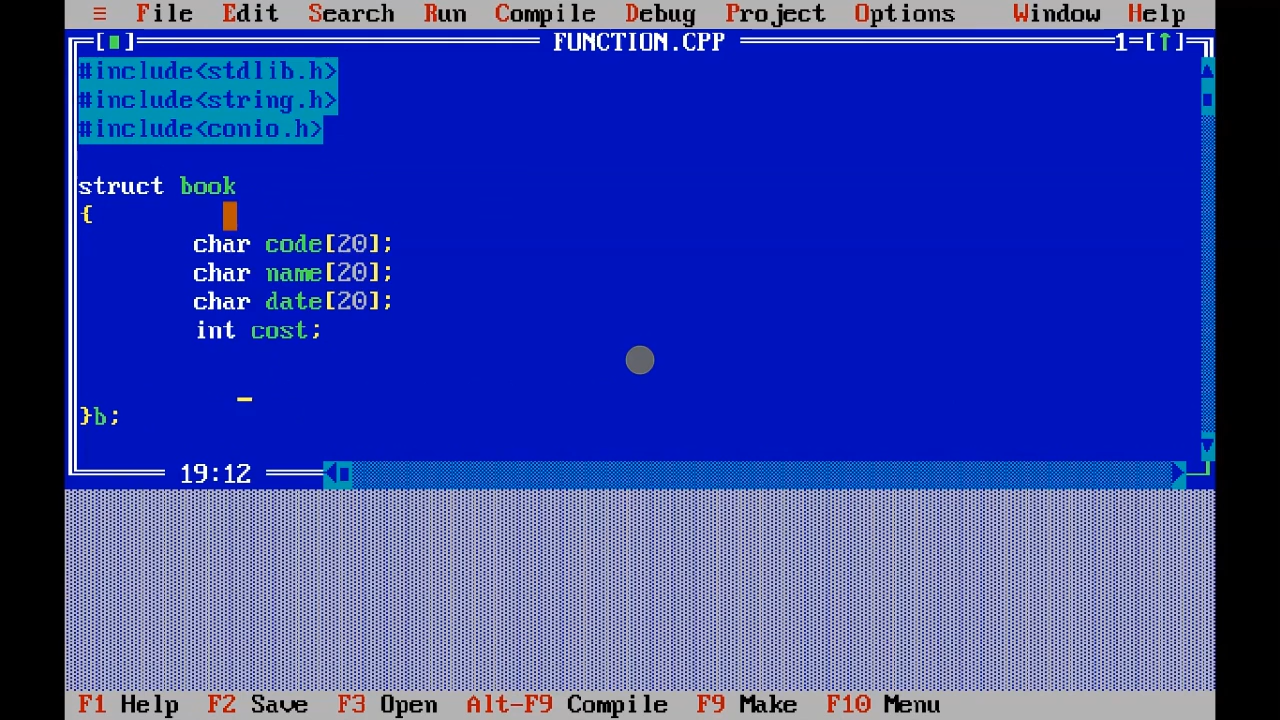 ≡ File Edit Search Run Compile Debug Project Options Window Help
[■] FUNCTION.CPP 1=[↑]
#include<stdlib.h>
#include<string.h>
#include<conio.h>
struct book
{
char code[20];
char name[20];
char date[20];
int cost;
}b;
19:12
F1 Help F2 Save F3 Open Alt-F9 Compile F9 Make F10 Menu